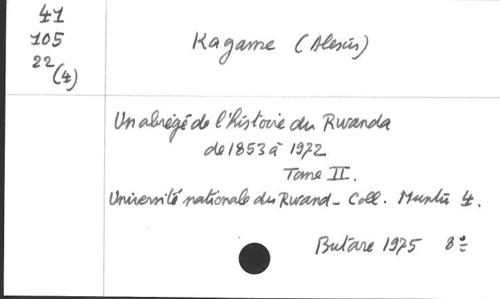 41
105
22
(4)
Kagame (Alexis)
Un abrégé de l'histoire du Rwanda
de 1853 à 1972
Tome II.
Université nationale du Rwand - Coll. Muntu 4.
Butare 1975 8°